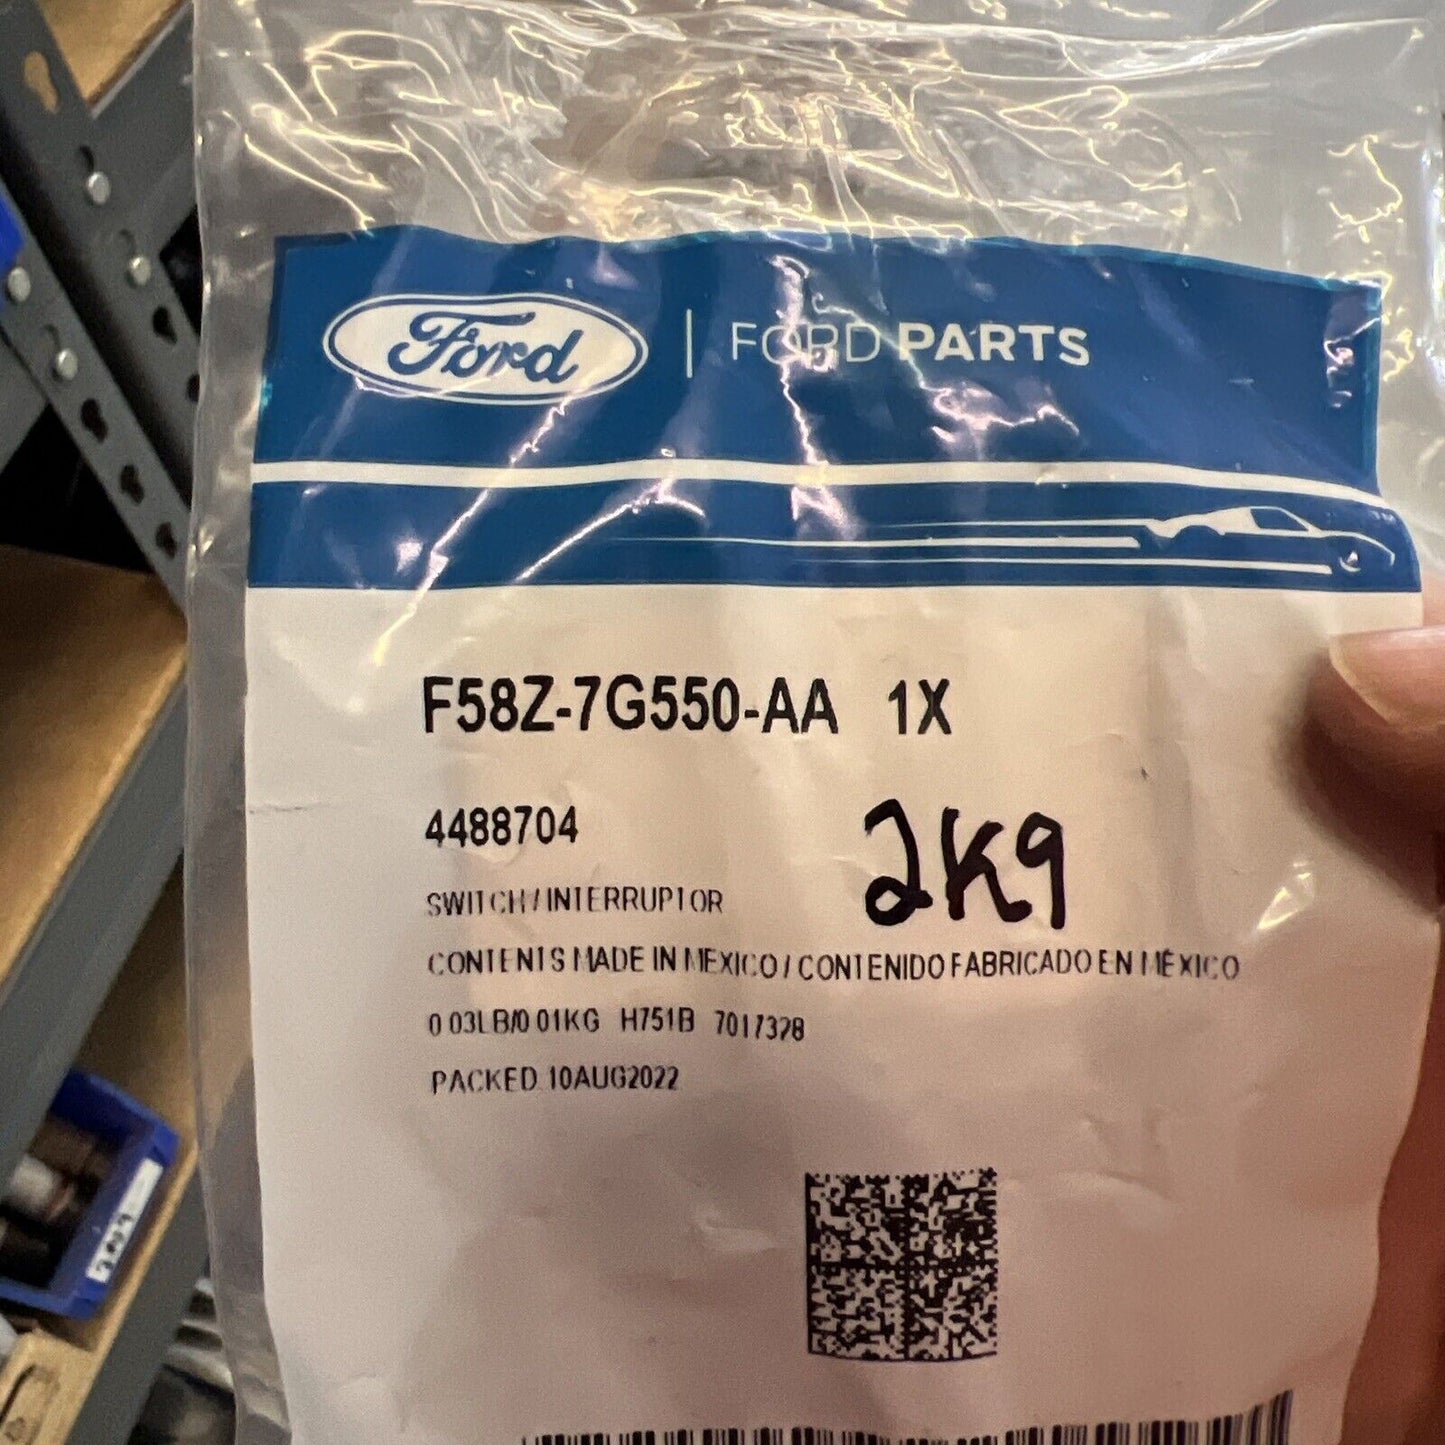 Ford | FORD PARTS
F58Z-7G550-AA 1X
4488704
2K9
SWITCH/INTERRUPTOR
CONTENTS MADE IN MEXICO/CONTENIDO FABRICADO EN MÉXICO
0.03LB/0.01KG H751B 7017328
PACKED 10AUG2022